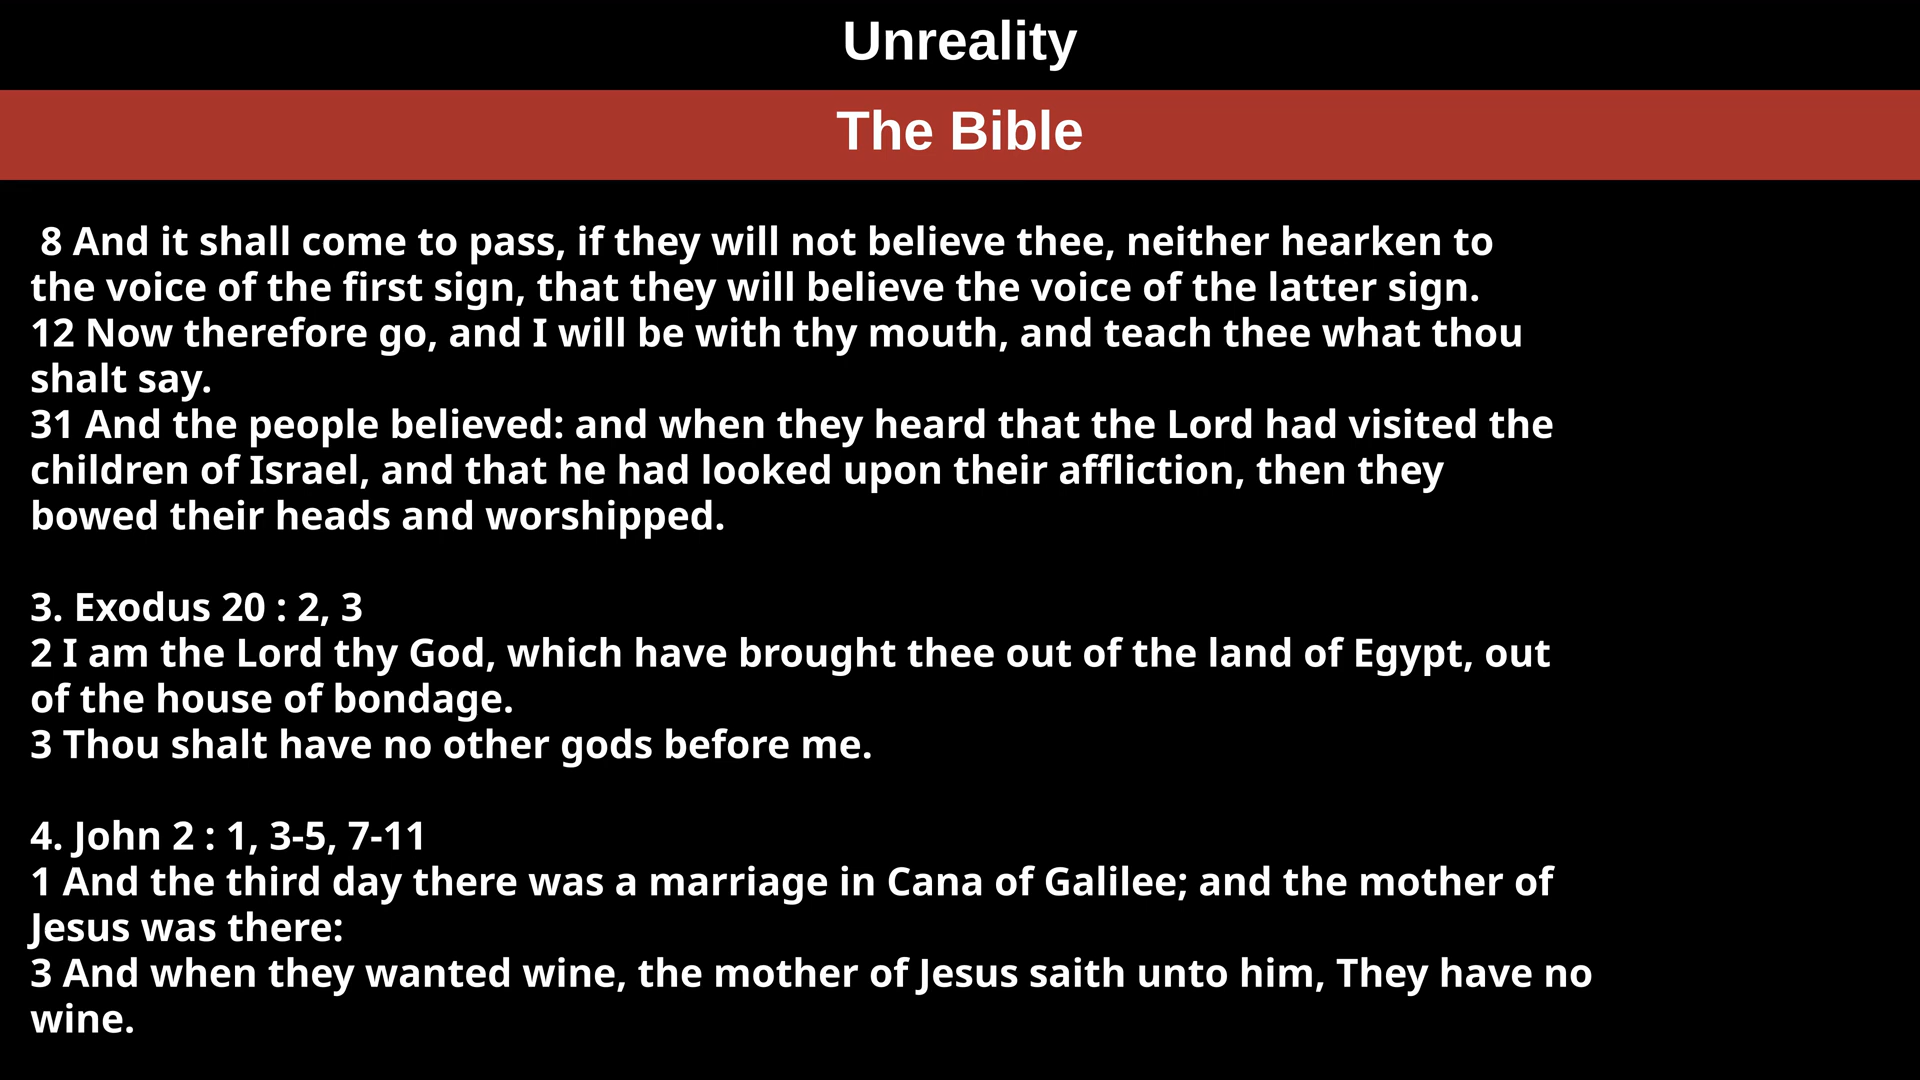 Unreality
The Bible
8 And it shall come to pass, if they will not believe thee, neither hearken to
the voice of the first sign, that they will believe the voice of the latter sign.
12 Now therefore go, and I will be with thy mouth, and teach thee what thou
shalt say.
31 And the people believed: and when they heard that the Lord had visited the
children of Israel, and that he had looked upon their affliction, then they
bowed their heads and worshipped.
3. Exodus 20 : 2, 3
2 I am the Lord thy God, which have brought thee out of the land of Egypt, out
of the house of bondage.
3 Thou shalt have no other gods before me.
4. John 2 : 1, 3-5, 7-11
1 And the third day there was a marriage in Cana of Galilee; and the mother of
Jesus was there:
3 And when they wanted wine, the mother of Jesus saith unto him, They have no
wine.